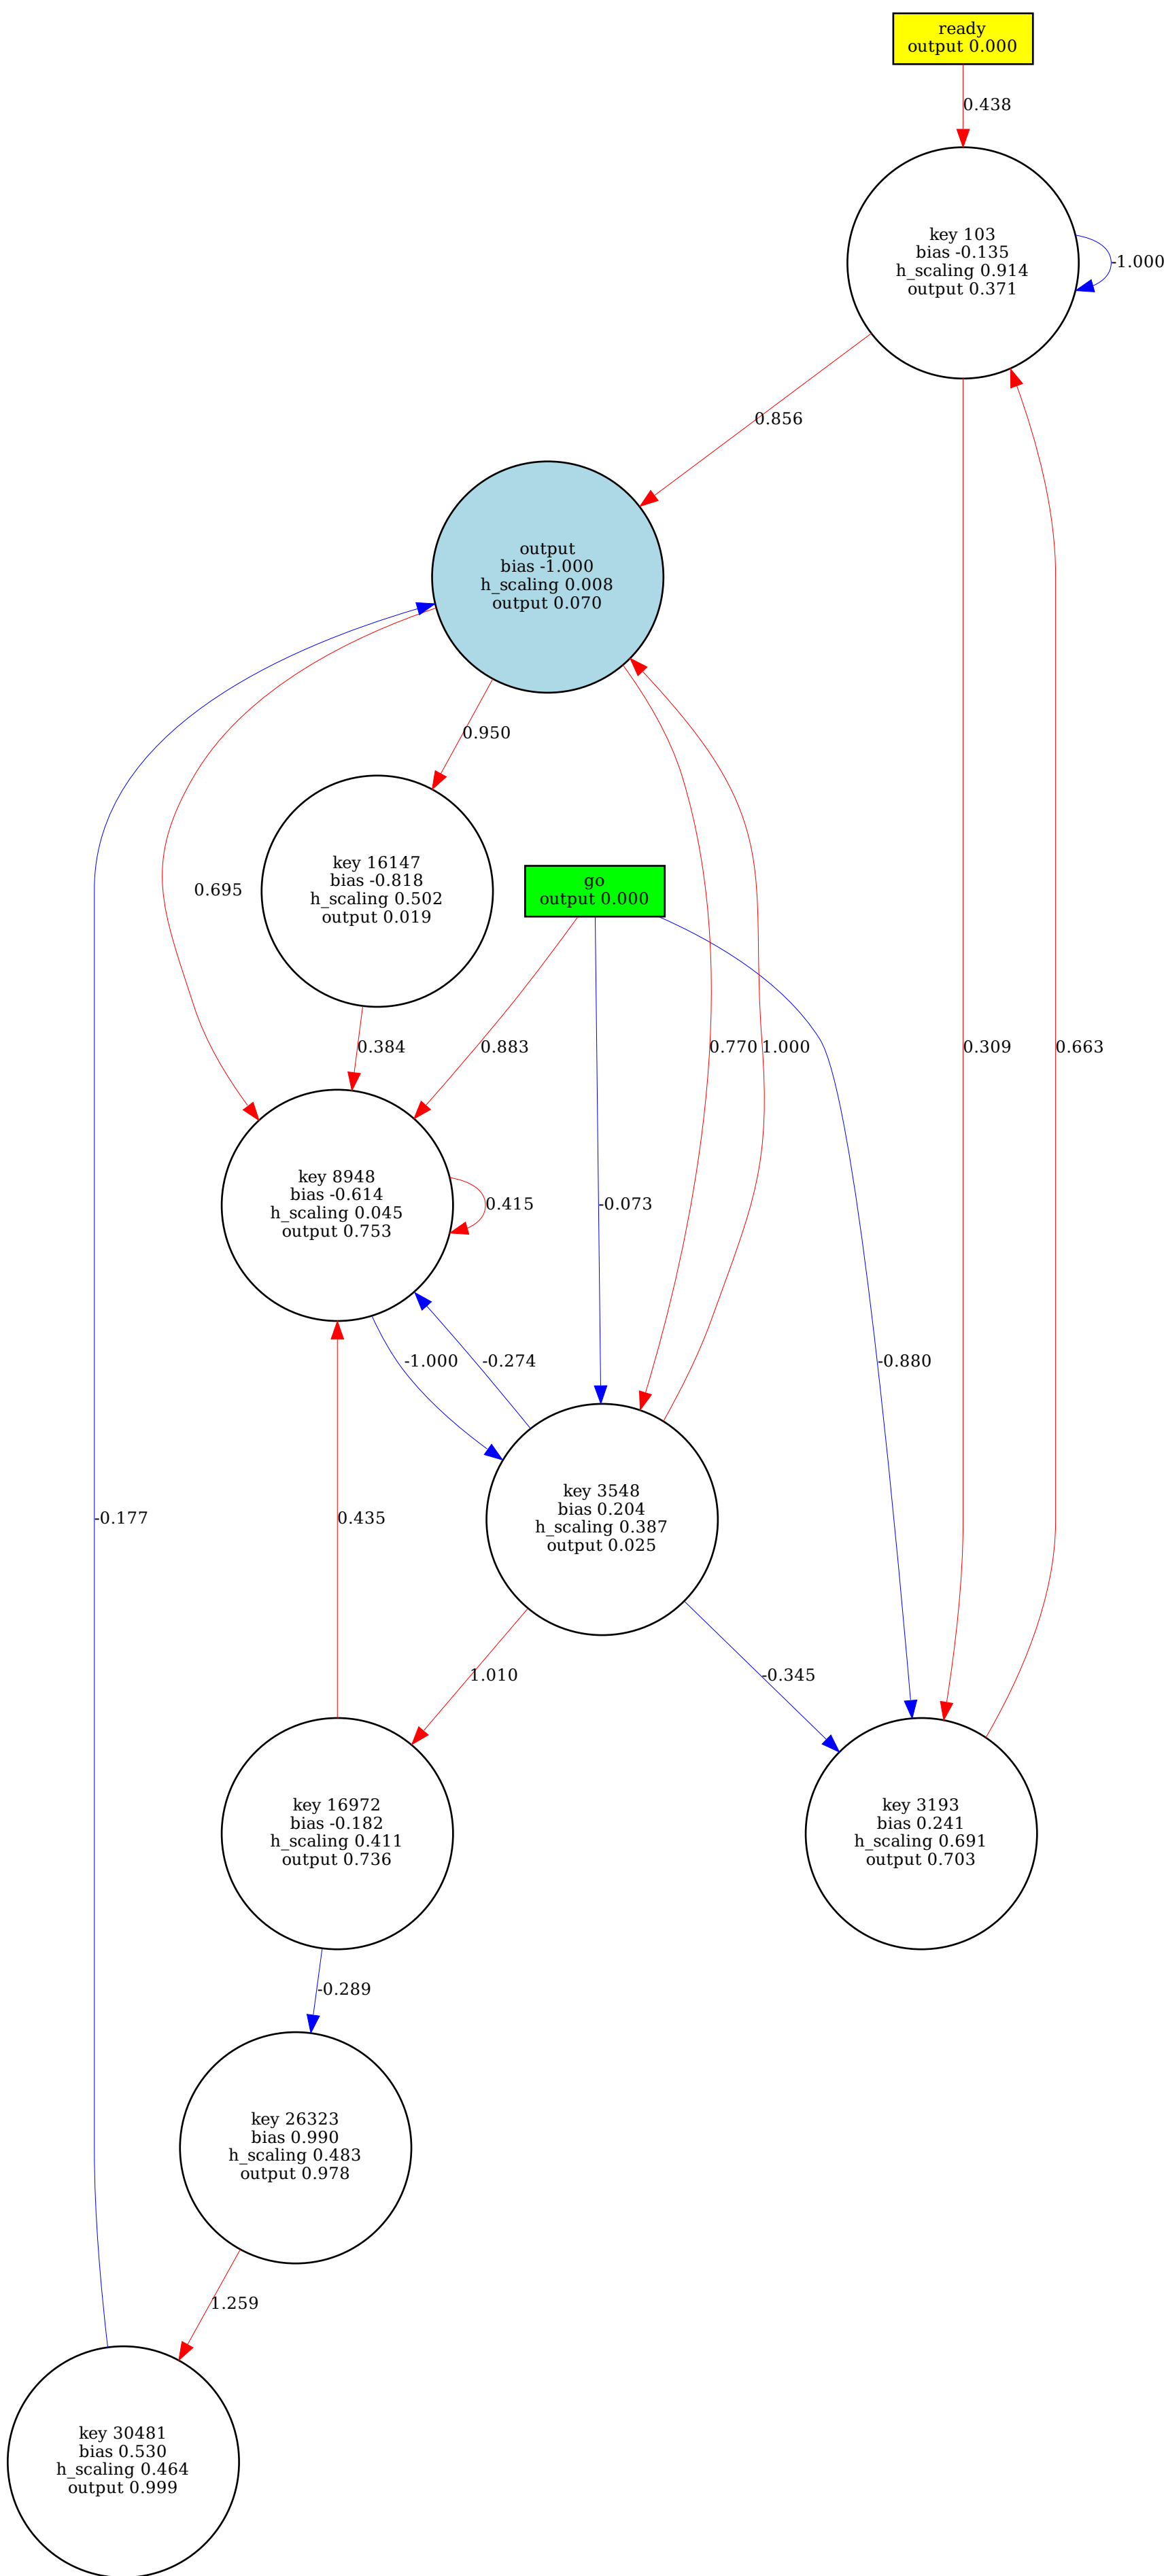 ready
output 0.000
0.438
key 103
bias -0.135
h_scaling 0.914
output 0.371
-1.000
0.856
output
bias -1.000
h_scaling 0.008
output 0.070
0.950
key 16147
bias -0.818
h_scaling 0.502
output 0.019
go
output 0.000
0.695
0.384
0.883
0.770
1.000
0.309
0.663
key 8948
bias -0.614
h_scaling 0.045
output 0.753
0.415
-0.073
-1.000
-0.274
-0.880
-0.177
0.435
key 3548
bias 0.204
h_scaling 0.387
output 0.025
1.010
-0.345
key 16972
bias -0.182
h_scaling 0.411
output 0.736
key 3193
bias 0.241
h_scaling 0.691
output 0.703
-0.289
key 26323
bias 0.990
h_scaling 0.483
output 0.978
1.259
key 30481
bias 0.530
h_scaling 0.464
output 0.999